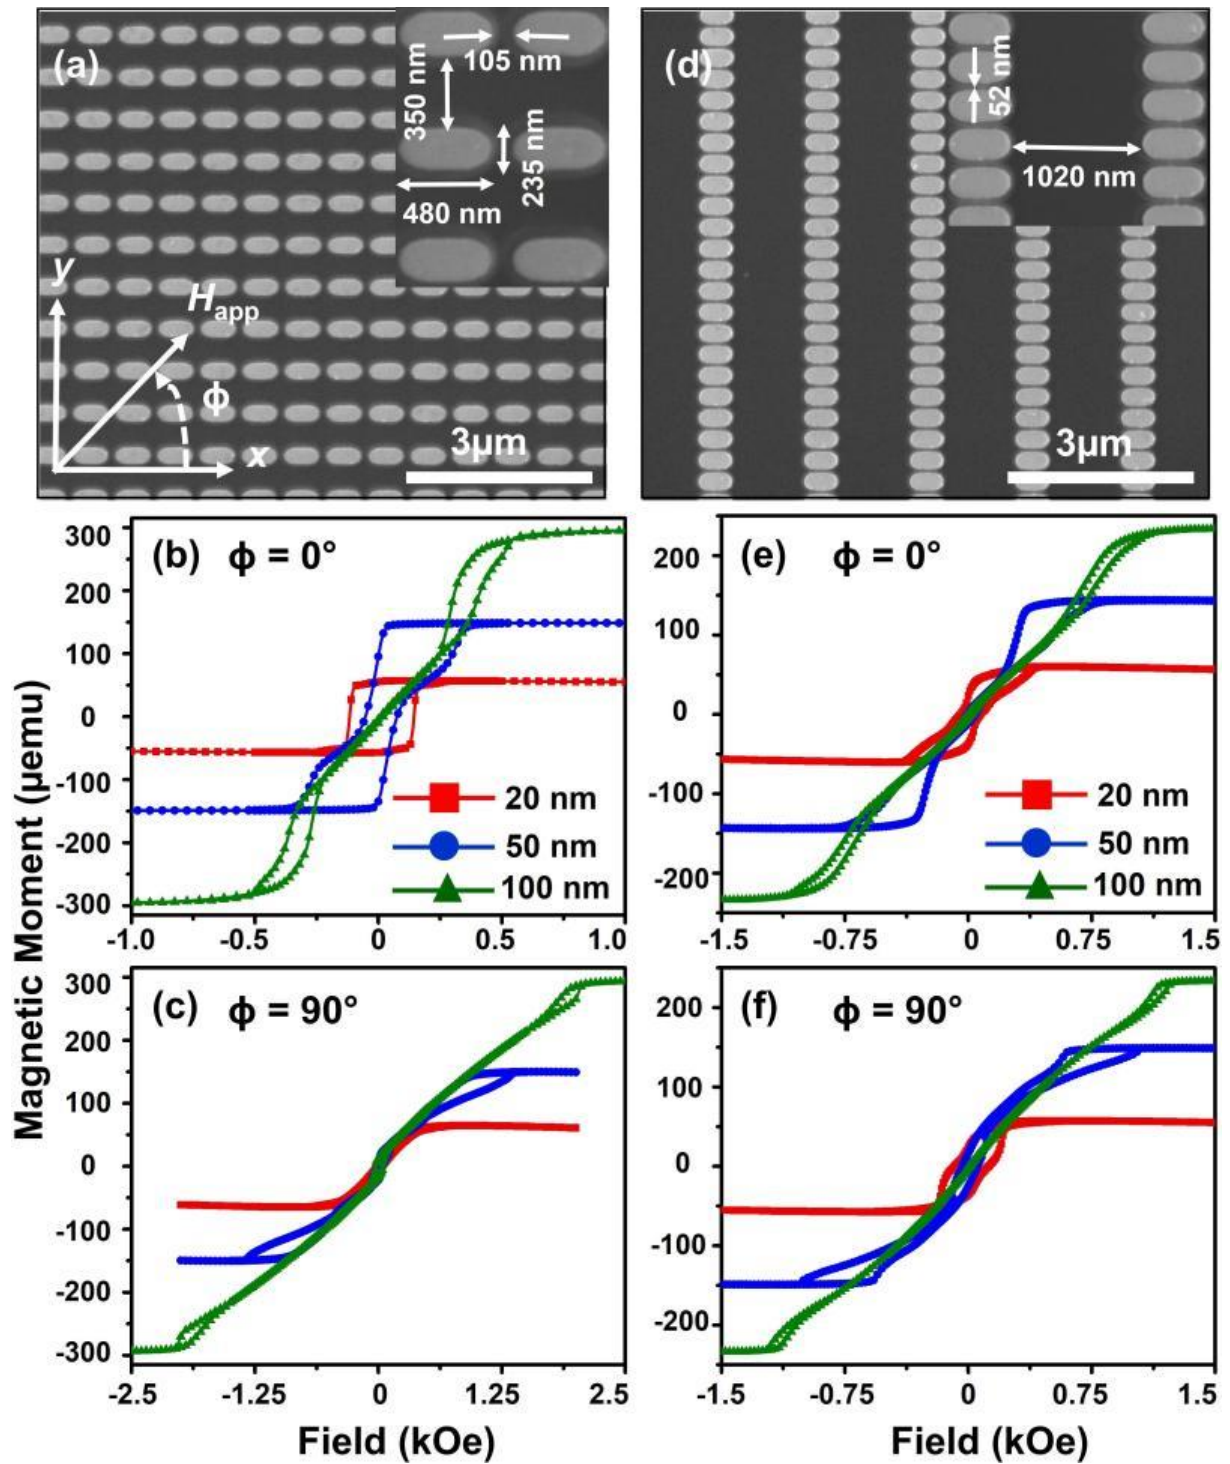 (a)
105 nm
350 nm
235 nm
480 nm
y
H app
ϕ
x
3µm
(d)
52 nm
1020 nm
3µm
Magnetic Moment (µemu)
300
200
100
0
-100
-200
-300
(b) ϕ = 0°
20 nm
50 nm
100 nm
-1.0 -0.5 0 0.5 1.0
200
100
0
-100
-200
(e) ϕ = 0°
20 nm
50 nm
100 nm
-1.5 -0.75 0 0.75 1.5
300
200
100
0
-100
-200
-300
(c) ϕ = 90°
-2.5 -1.25 0 1.25 2.5
Field (kOe)
200
100
0
-100
-200
(f) ϕ = 90°
-1.5 -0.75 0 0.75 1.5
Field (kOe)